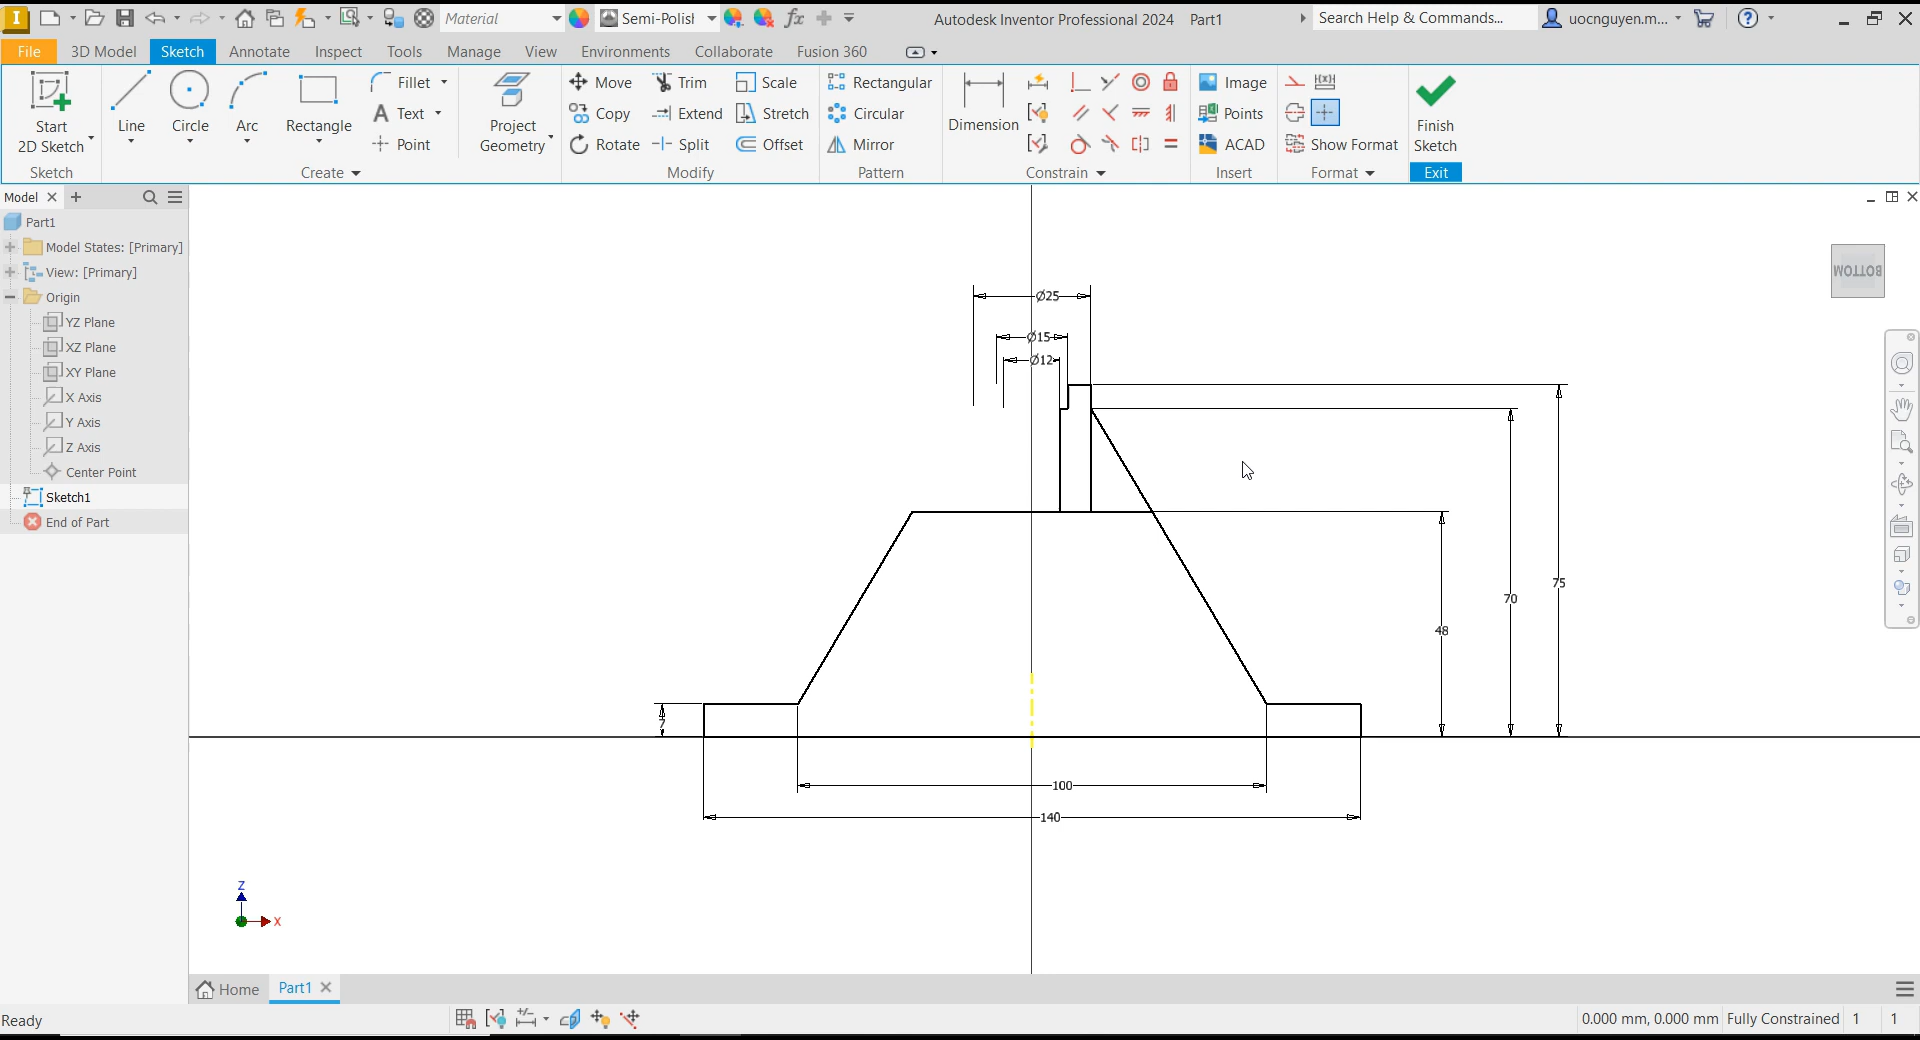 Material
Semi-Polisl
fx
Autodesk Inventor Professional 2024 Part1
Search Help & Commands...
uocnguyen.m...
File 3D Model Sketch Annotate Inspect Tools Manage View Environments Collaborate Fusion 360
Start
2D Sketch
Line
Circle
Arc
Rectangle
Fillet
Text
Point
Project
Geometry
Move Trim Scale
Copy Extend Stretch
Rotate Split Offset
Rectangular
Circular
Mirror
Dimension
Image
Points
ACAD
Show Format
Finish
Sketch
Sketch Create Modify Pattern Constrain Insert Format Exit
Model
Part1
Model States: [Primary]
View: [Primary]
Origin
YZ Plane
XZ Plane
XY Plane
X Axis
Y Axis
Z Axis
Center Point
Sketch1
End of Part
BOTTOM
Ø25
Ø15
Ø12
75
70
48
7
100
140
Z
X
Home Part1
Ready
0.000 mm, 0.000 mm Fully Constrained 1 1